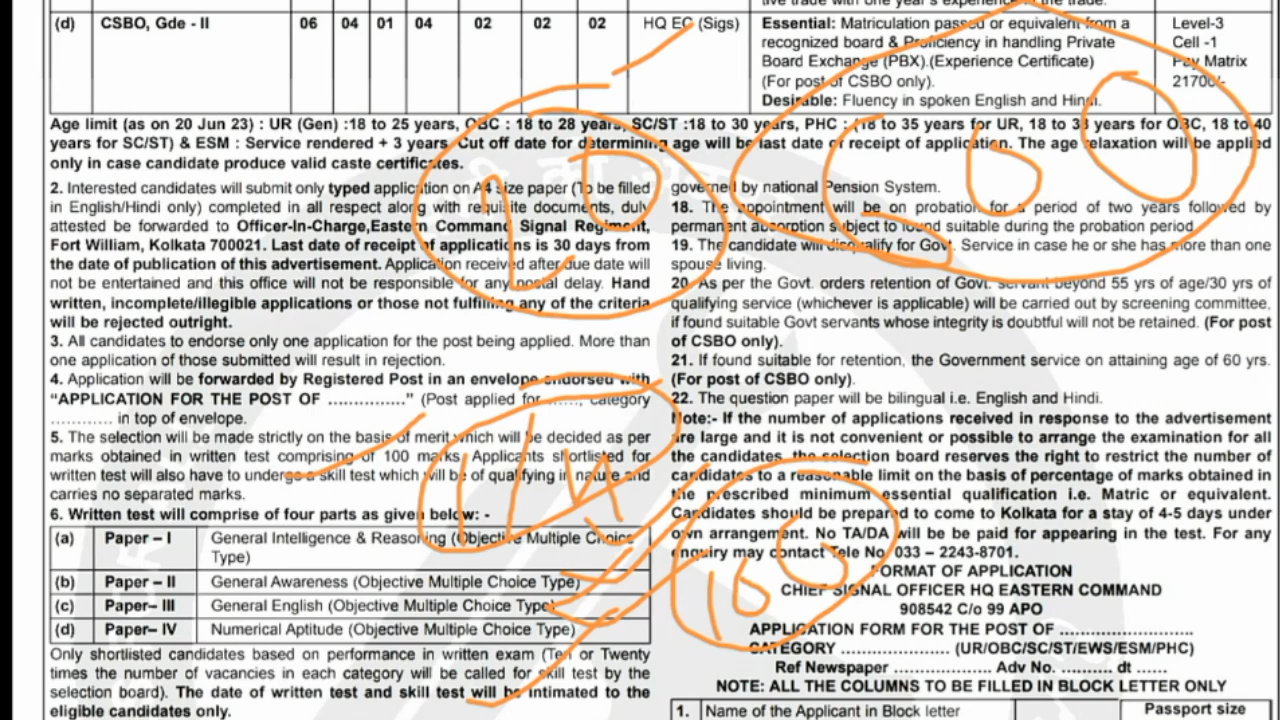 (d) CSBO, Gde - II 06 04 01 04 02 02 02 HQ EC (Sigs) Essential: Matriculation passed or equivalent from a Level-3
recognized board & Proficiency in handling Private Cell -1
Board Exchange (PBX).(Experience Certificate) Pay Matrix
(For post of CSBO only). 21700/-
Desirable: Fluency in spoken English and Hindi.
Age limit (as on 20 Jun 23) : UR (Gen) :18 to 25 years, OBC : 18 to 28 years, SC/ST :18 to 30 years, PHC : (18 to 35 years for UR, 18 to 38 years for OBC, 18 to 40
years for SC/ST) & ESM : Service rendered + 3 years. Cut off date for determining age will be last date of receipt of application. The age relaxation will be applied
only in case candidate produce valid caste certificates.
2. Interested candidates will submit only typed application on A4 size paper (To be filled
in English/Hindi only) completed in all respect along with requisite documents, duly
attested be forwarded to Officer-In-Charge,Eastern Command Signal Regiment,
Fort William, Kolkata 700021. Last date of receipt of applications is 30 days from
the date of publication of this advertisement. Application received after due date will
not be entertained and this office will not be responsible for any postal delay. Hand
written, incomplete/illegible applications or those not fulfilling any of the criteria
will be rejected outright.
3. All candidates to endorse only one application for the post being applied. More than
one application of those submitted will result in rejection.
4. Application will be forwarded by Registered Post in an envelope endorsed with
“APPLICATION FOR THE POST OF ..............” (Post applied for......, category
............ in top of envelope.
5. The selection will be made strictly on the basis of merit which will be decided as per
marks obtained in written test comprising of 100 marks. Applicants shortlisted for
written test will also have to undergo a skill test which will be of qualifying in nature and
carries no separated marks.
6. Written test will comprise of four parts as given below: -
(a) Paper – I General Intelligence & Reasoning (Objective Multiple Choice
Type)
(b) Paper – II General Awareness (Objective Multiple Choice Type)
(c) Paper – III General English (Objective Multiple Choice Type)
(d) Paper– IV Numerical Aptitude (Objective Multiple Choice Type)
Only shortlisted candidates based on performance in written exam (Ten or Twenty
times the number of vacancies in each category will be called for skill test by the
selection board). The date of written test and skill test will be intimated to the
eligible candidates only.
governed by national Pension System.
18. The appointment will be on probation for a period of two years followed by
permanent absorption subject to found suitable during the probation period.
19. The candidate will disqualify for Govt. Service in case he or she has more than one
spouse living.
20. As per the Govt. orders retention of Govt. servant beyond 55 yrs of age/30 yrs of
qualifying service (whichever is applicable) will be carried out by screening committee,
if found suitable Govt servants whose integrity is doubtful will not be retained. (For post
of CSBO only).
21. If found suitable for retention, the Government service on attaining age of 60 yrs.
(For post of CSBO only).
22. The question paper will be bilingual i.e. English and Hindi.
Note:- If the number of applications received in response to the advertisement
are large and it is not convenient or possible to arrange the examination for all
the candidates, the selection board reserves the right to restrict the number of
candidates to a reasonable limit on the basis of percentage of marks obtained in
the prescribed minimum essential qualification i.e. Matric or equivalent.
Candidates should be prepared to come to Kolkata for a stay of 4-5 days under
own arrangement. No TA/DA will be be paid for appearing in the test. For any
enquiry may contact Tele No. 033 – 2243-8701.
FORMAT OF APPLICATION
CHIEF SIGNAL OFFICER HQ EASTERN COMMAND
908542 C/o 99 APO
APPLICATION FORM FOR THE POST OF ..........................
CATEGORY .................... (UR/OBC/SC/ST/EWS/ESM/PHC)
Ref Newspaper .................. Adv No.......... dt ......
NOTE: ALL THE COLUMNS TO BE FILLED IN BLOCK LETTER ONLY
1. Name of the Applicant in Block letter Passport size